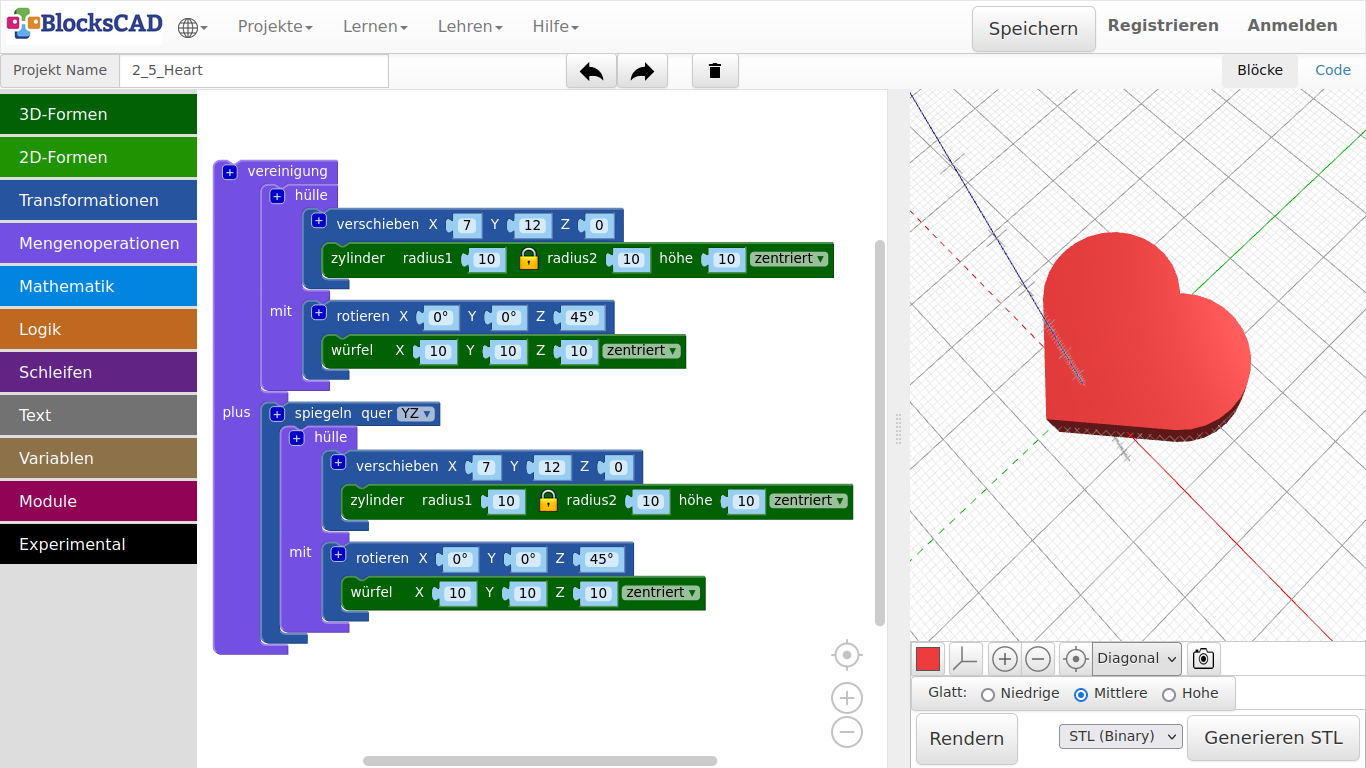 BlocksCAD Projekte Lernen Lehren Hilfe Speichern Registrieren Anmelden
Projekt Name 2_5_Heart Blöcke Code
3D-Formen
2D-Formen
Transformationen
Mengenoperationen
Mathematik
Logik
Schleifen
Text
Variablen
Module
Experimental
vereinigung
hülle
verschieben X 7 Y 12 Z 0
zylinder radius1 10 radius2 10 höhe 10 zentriert
mit rotieren X 0° Y 0° Z 45°
würfel X 10 Y 10 Z 10 zentriert
plus spiegeln quer YZ
hülle
verschieben X 7 Y 12 Z 0
zylinder radius1 10 radius2 10 höhe 10 zentriert
mit rotieren X 0° Y 0° Z 45°
würfel X 10 Y 10 Z 10 zentriert
Diagonal
Glatt: Niedrige Mittlere Hohe
Rendern STL (Binary) Generieren STL